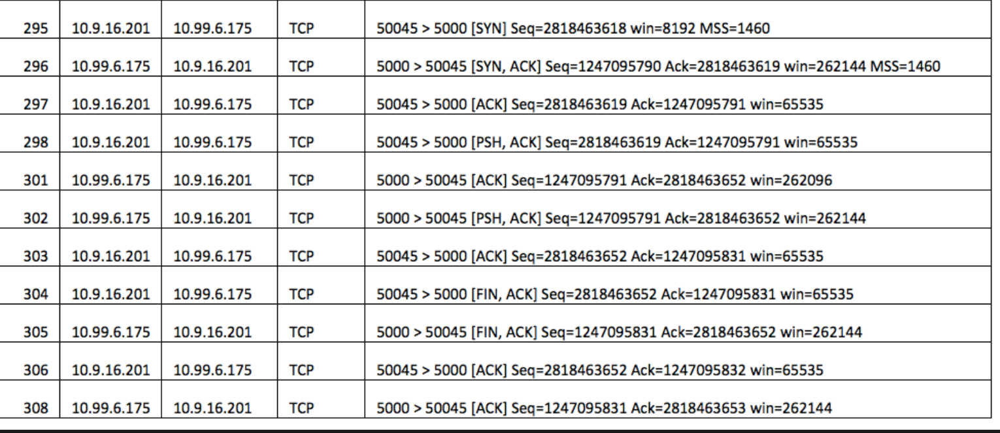 295 10.9.16.201 10.99.6.175 TCP 50045 > 5000 [SYN] Seq=2818463618 win=8192 MSS=1460
296 10.99.6.175 10.9.16.201 TCP 5000 > 50045 [SYN, ACK] Seq=1247095790 Ack=2818463619 win=262144 MSS=1460
297 10.9.16.201 10.99.6.175 TCP 50045 > 5000 [ACK] Seq=2818463619 Ack=1247095791 win=65535
298 10.9.16.201 10.99.6.175 TCP 50045 > 5000 [PSH, ACK] Seq=2818463619 Ack=1247095791 win=65535
301 10.99.6.175 10.9.16.201 TCP 5000 > 50045 [ACK] Seq=1247095791 Ack=2818463652 win=262096
302 10.99.6.175 10.9.16.201 TCP 5000 > 50045 [PSH, ACK] Seq=1247095791 Ack=2818463652 win=262144
303 10.9.16.201 10.99.6.175 TCP 50045 > 5000 [ACK] Seq=2818463652 Ack=1247095831 win=65535
304 10.9.16.201 10.99.6.175 TCP 50045 > 5000 [FIN, ACK] Seq=2818463652 Ack=1247095831 win=65535
305 10.99.6.175 10.9.16.201 TCP 5000 > 50045 [FIN, ACK] Seq=1247095831 Ack=2818463652 win=262144
306 10.9.16.201 10.99.6.175 TCP 50045 > 5000 [ACK] Seq=2818463652 Ack=1247095832 win=65535
308 10.99.6.175 10.9.16.201 TCP 5000 > 50045 [ACK] Seq=1247095831 Ack=2818463653 win=262144